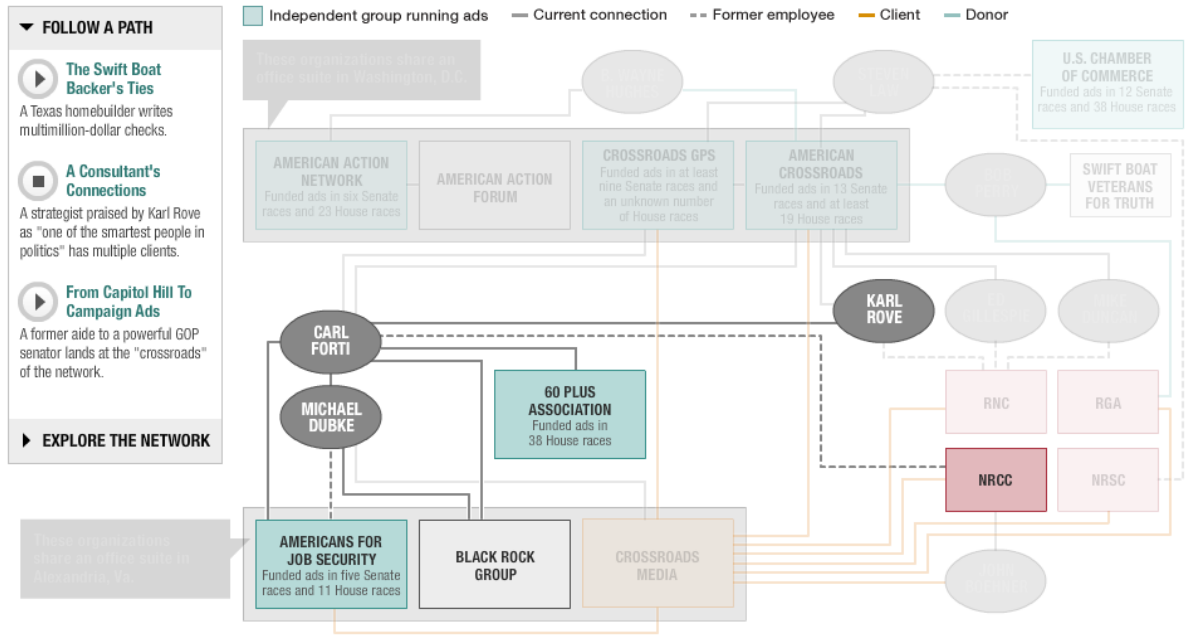 Independent group running ads
Current connection
Former employee
Client
Donor
FOLLOW A PATH
The Swift Boat
Backer's Ties
A Texas homebuilder writes
multimillion-dollar checks.
A Consultant's
Connections
A strategist praised by Karl Rove
as "one of the smartest people in
politics" has multiple clients.
From Capitol Hill To
Campaign Ads
A former aide to a powerful GOP
senator lands at the "crossroads"
of the network.
EXPLORE THE NETWORK
These organizations share an
office suite in Washington, D.C.
STEVEN
LAW
U.S. CHAMBER
OF COMMERCE
Funded ads in 12 Senate
races and 38 House races
AMERICAN ACTION
NETWORK
Funded ads in six Senate
races and 23 House races
AMERICAN ACTION
FORUM
CROSSROADS GPS
Funded ads in at least
nine Senate races and
an unknown number
of House races
AMERICAN
CROSSROADS
Funded ads in 13 Senate
races and at least
19 House races
SWIFT BOAT
VETERANS
FOR TRUTH
KARL
ROVE
CARL
FORTI
MICHAEL
DUBKE
60 PLUS
ASSOCIATION
Funded ads in
38 House races
RNC
RGA
NRCC
NRSC
These organizations
share an office suite in
Alexandria, Va.
AMERICANS FOR
JOB SECURITY
Funded ads in five Senate
races and 11 House races
BLACK ROCK
GROUP
CROSSROADS
MEDIA